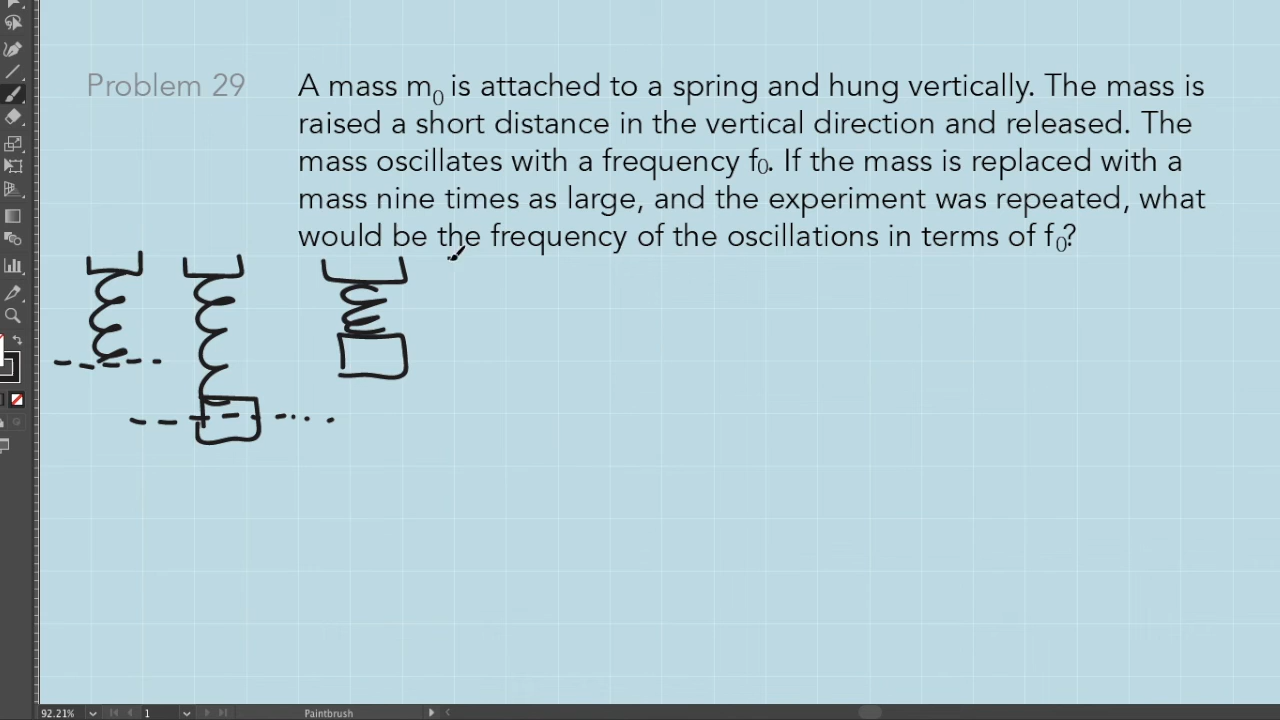 Problem 29
A mass m₀ is attached to a spring and hung vertically. The mass is
raised a short distance in the vertical direction and released. The
mass oscillates with a frequency f₀. If the mass is replaced with a
mass nine times as large, and the experiment was repeated, what
would be the frequency of the oscillations in terms of f₀?
92.21% 1 Paintbrush